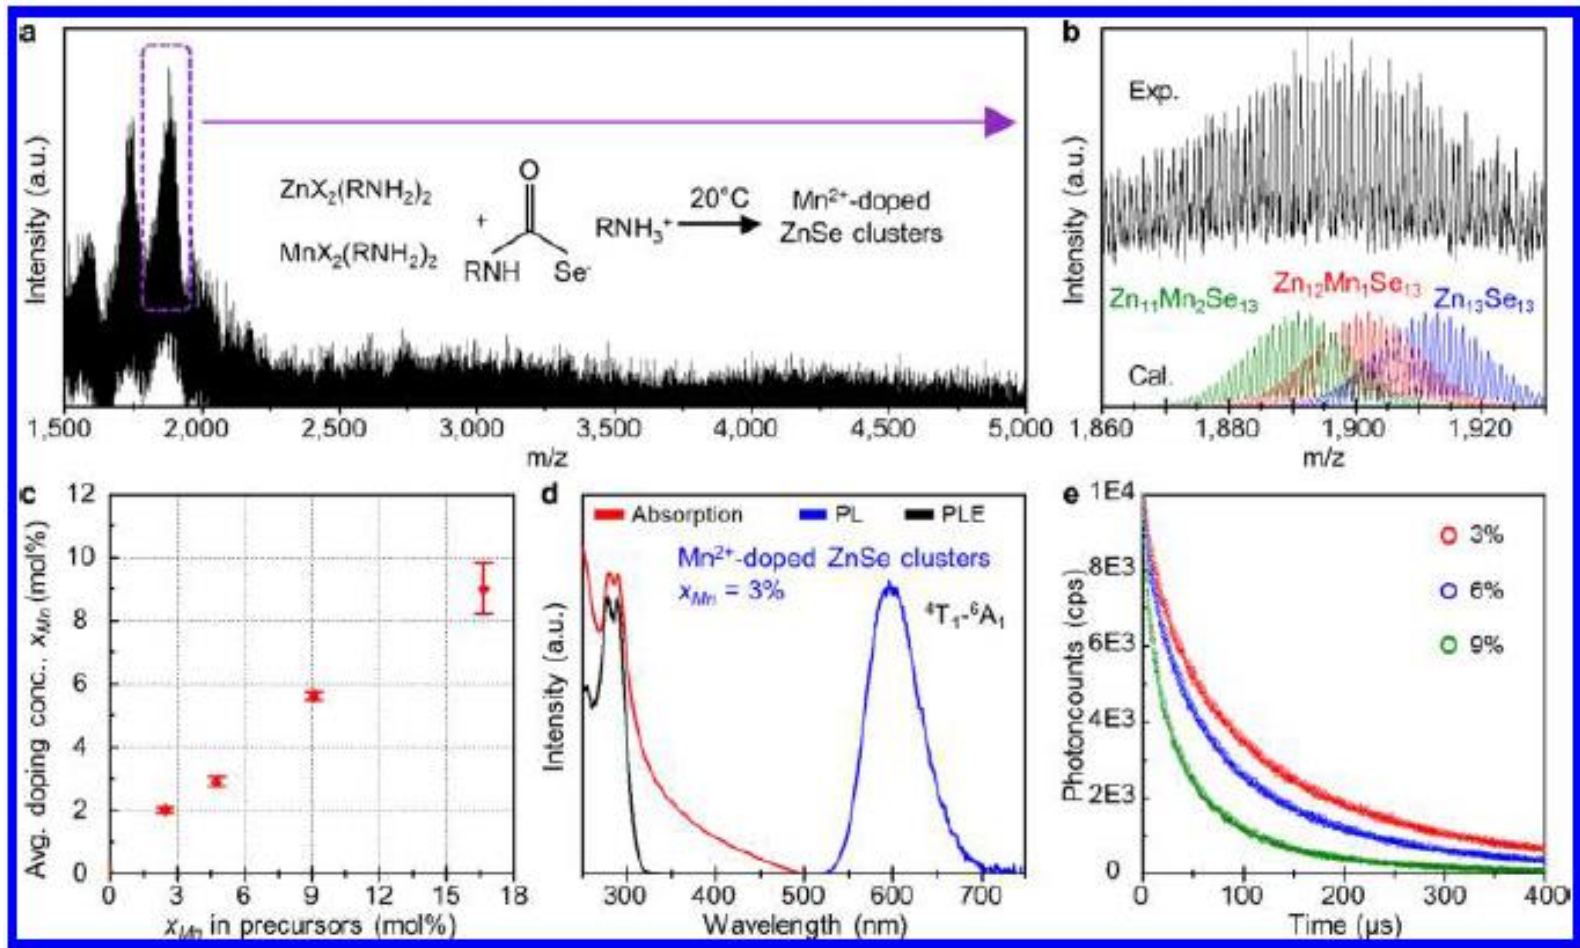 a
Intensity (a.u.)
ZnX₂(RNH₂)₂
MnX₂(RNH₂)₂
+
O
RNH
Se⁻
RNH₃⁺
20°C
Mn²⁺-doped
ZnSe clusters
1,500 2,000 2,500 3,000 3,500 4,000 4,500 5,000
m/z
b
Intensity (a.u.)
Exp.
Zn₁₁Mn₂Se₁₃ Zn₁₂Mn₁Se₁₃ Zn₁₃Se₁₃
Cal.
1,860 1,880 1,900 1,920
m/z
c
Avg. doping conc., xMn (mol%)
12
10
8
6
4
2
0
0 3 6 9 12 15 18
xMn in precursors (mol%)
d
Intensity (a.u.)
Absorption PL PLE
Mn²⁺-doped ZnSe clusters
xMn = 3%
⁴T₁-⁶A₁
300 400 500 600 700
Wavelength (nm)
e
Photoncounts (cps)
1E4
8E3
6E3
4E3
2E3
0
3%
6%
9%
0 100 200 300 400
Time (µs)